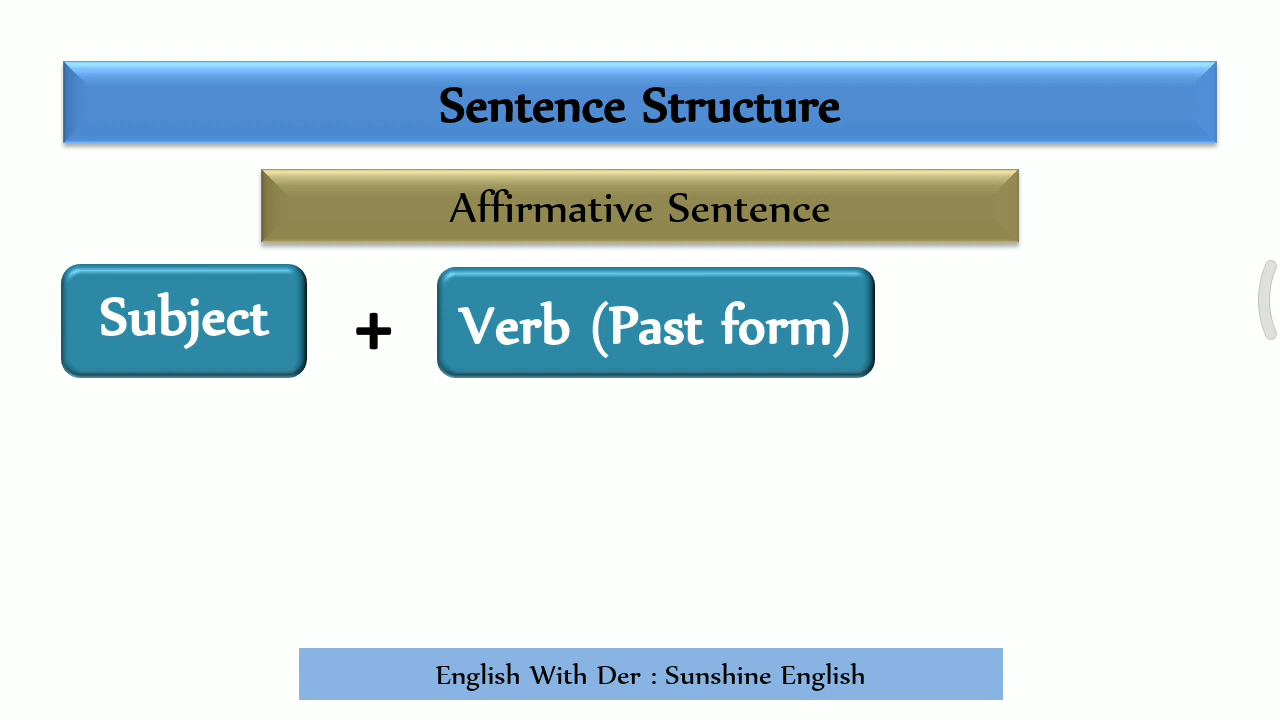 Sentence Structure
Affirmative Sentence
Subject + Verb (Past form)
English With Der : Sunshine English